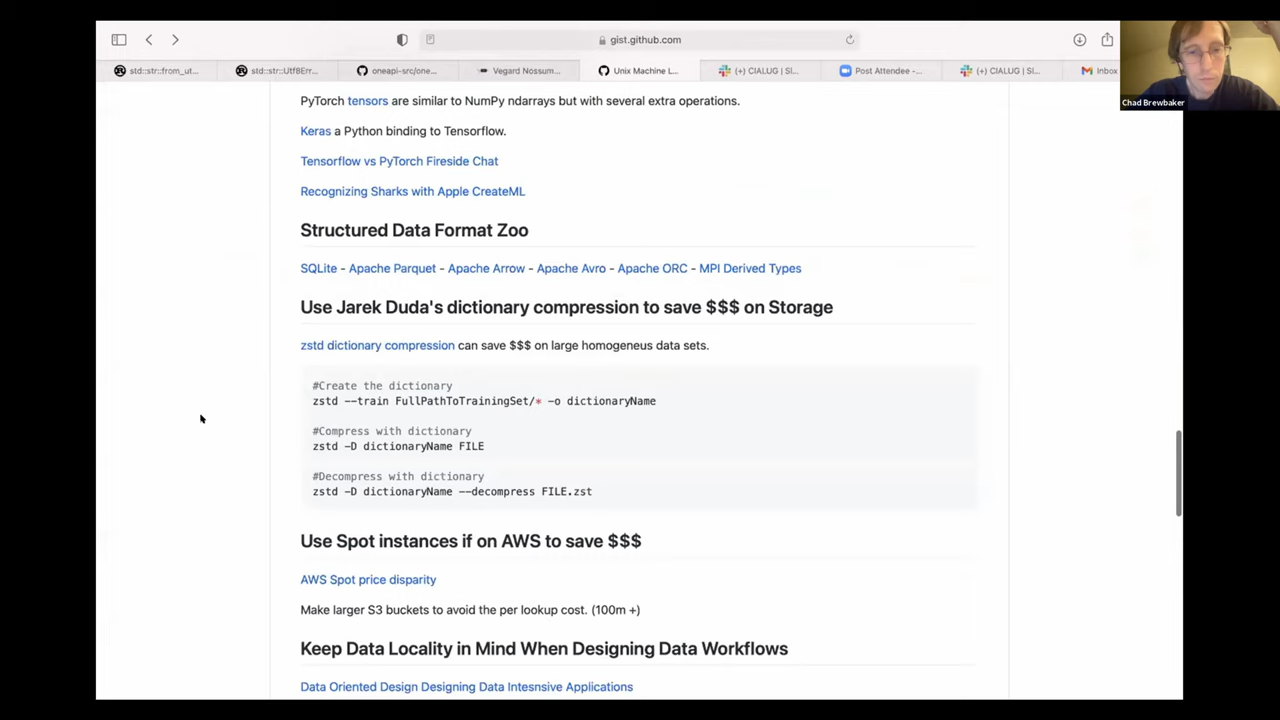 gist.github.com
std::str::from_ut...
std::str::Utf8Err...
oneapi-src/one...
Vegard Nossum...
Unix Machine L...
(+) CIALUG | Sl...
Post Attendee -...
(+) CIALUG | Sl...
Inbox
Chad Brewbaker
PyTorch tensors are similar to NumPy ndarrays but with several extra operations.
Keras a Python binding to Tensorflow.
Tensorflow vs PyTorch Fireside Chat
Recognizing Sharks with Apple CreateML
Structured Data Format Zoo
SQLite - Apache Parquet - Apache Arrow - Apache Avro - Apache ORC - MPI Derived Types
Use Jarek Duda's dictionary compression to save $$$ on Storage
zstd dictionary compression can save $$$ on large homogeneus data sets.
#Create the dictionary
zstd --train FullPathToTrainingSet/* -o dictionaryName
#Compress with dictionary
zstd -D dictionaryName FILE
#Decompress with dictionary
zstd -D dictionaryName --decompress FILE.zst
Use Spot instances if on AWS to save $$$
AWS Spot price disparity
Make larger S3 buckets to avoid the per lookup cost. (100m +)
Keep Data Locality in Mind When Designing Data Workflows
Data Oriented Design Designing Data Intesnsive Applications